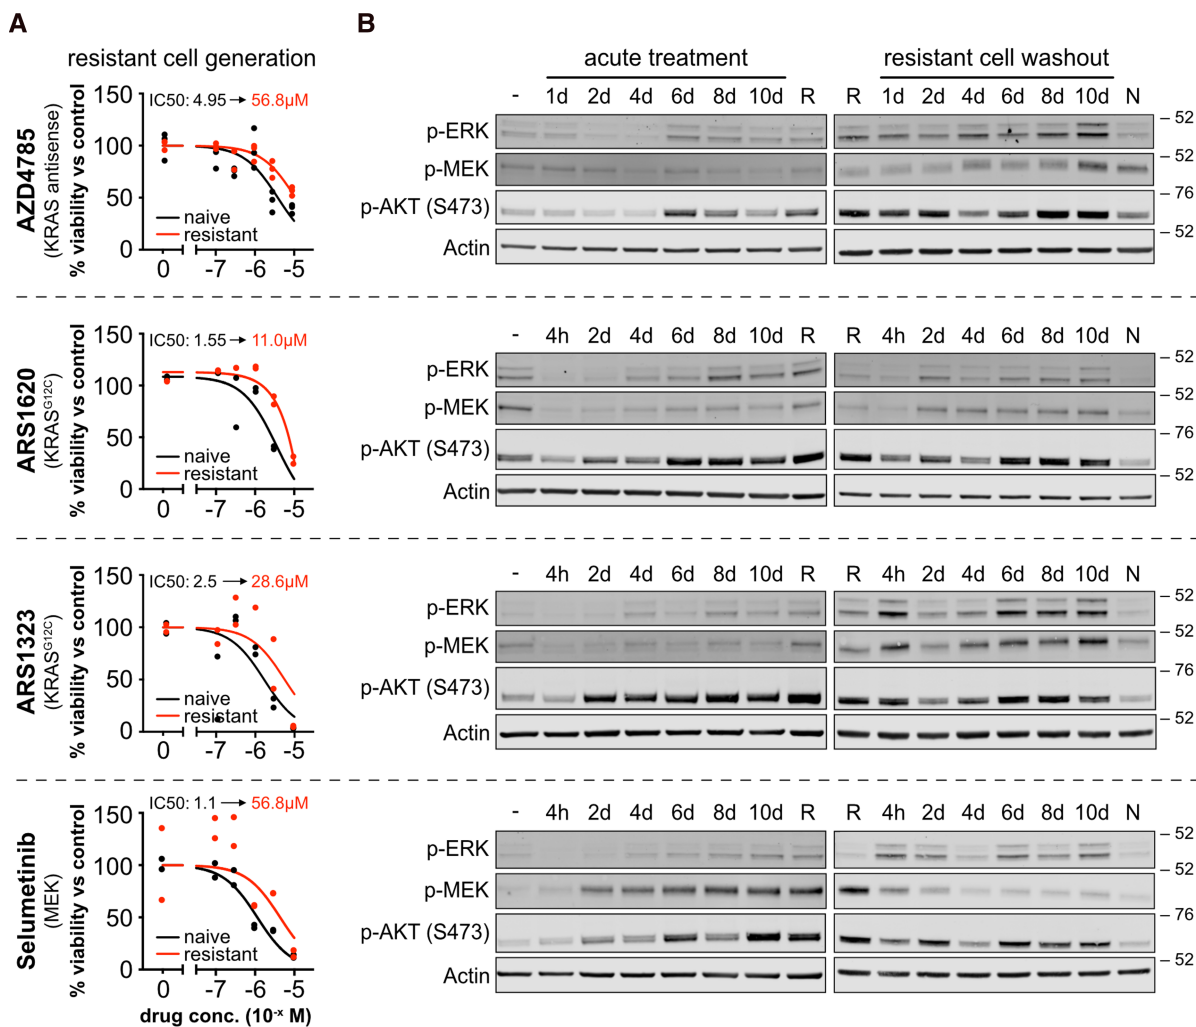 A
B
resistant cell generation
acute treatment
resistant cell washout
AZD4785
(KRAS antisense)
% viability vs control
150
100
50
0
IC50: 4.95 → 56.8µM
naive
resistant
0 -7 -6 -5
- 1d 2d 4d 6d 8d 10d R
R 1d 2d 4d 6d 8d 10d N
p-ERK
p-MEK
p-AKT (S473)
Actin
– 52
– 52
– 76
– 52
ARS1620
(KRASG12C)
% viability vs control
150
100
50
0
IC50: 1.55 → 11.0µM
naive
resistant
0 -7 -6 -5
- 4h 2d 4d 6d 8d 10d R
R 4h 2d 4d 6d 8d 10d N
p-ERK
p-MEK
p-AKT (S473)
Actin
– 52
– 52
– 76
– 52
ARS1323
(KRASG12C)
% viability vs control
150
100
50
0
IC50: 2.5 → 28.6µM
naive
resistant
0 -7 -6 -5
- 4h 2d 4d 6d 8d 10d R
R 4h 2d 4d 6d 8d 10d N
p-ERK
p-MEK
p-AKT (S473)
Actin
– 52
– 52
– 76
– 52
Selumetinib
(MEK)
% viability vs control
150
100
50
0
IC50: 1.1 → 56.8µM
naive
resistant
0 -7 -6 -5
drug conc. (10-x M)
- 4h 2d 4d 6d 8d 10d R
R 4h 2d 4d 6d 8d 10d N
p-ERK
p-MEK
p-AKT (S473)
Actin
– 52
– 52
– 76
– 52